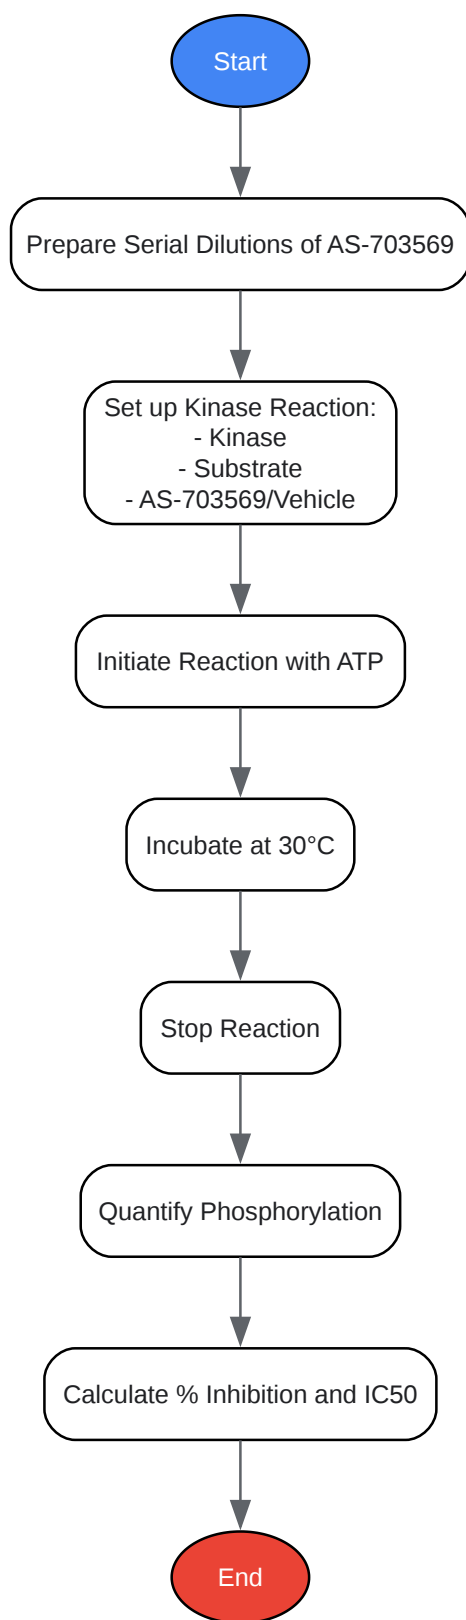 Start
Prepare Serial Dilutions of AS-703569
Set up Kinase Reaction:
- Kinase
- Substrate
- AS-703569/Vehicle
Initiate Reaction with ATP
Incubate at 30°C
Stop Reaction
Quantify Phosphorylation
Calculate % Inhibition and IC50
End